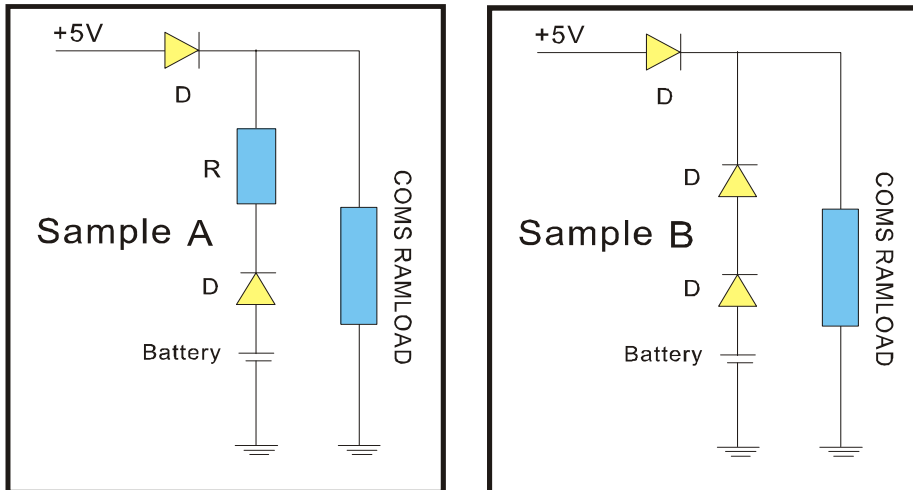 +5V
D
R
Sample A
D
Battery
COMS RAMLOAD
+5V
D
D
Sample B
D
Battery
COMS RAMLOAD